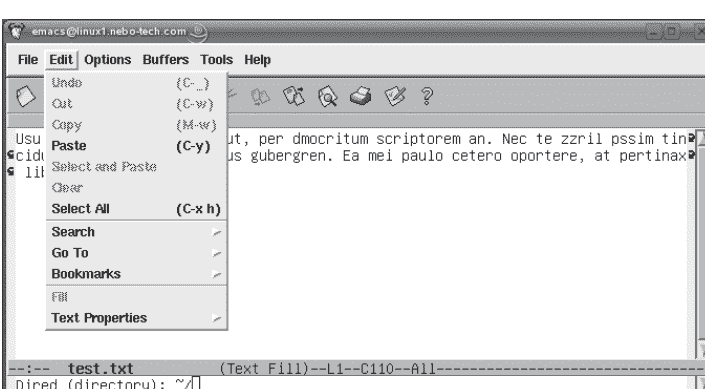 emacs@linux1.nebo-tech.com
File Edit Options Buffers Tools Help
Undo (C-_)
Cut (C-w)
Copy (M-w)
Paste (C-y)
Select and Paste
Clear
Select All (C-x h)
Search
Go To
Bookmarks
Fill
Text Properties
Usu ut, per dmocritum scriptorem an. Nec te zzril pssim tin
cidu us gubergren. Ea mei paulo cetero oportere, at pertinax
lib
--:-- test.txt (Text Fill)--L1--C110--All--
Dired (directory): ~/